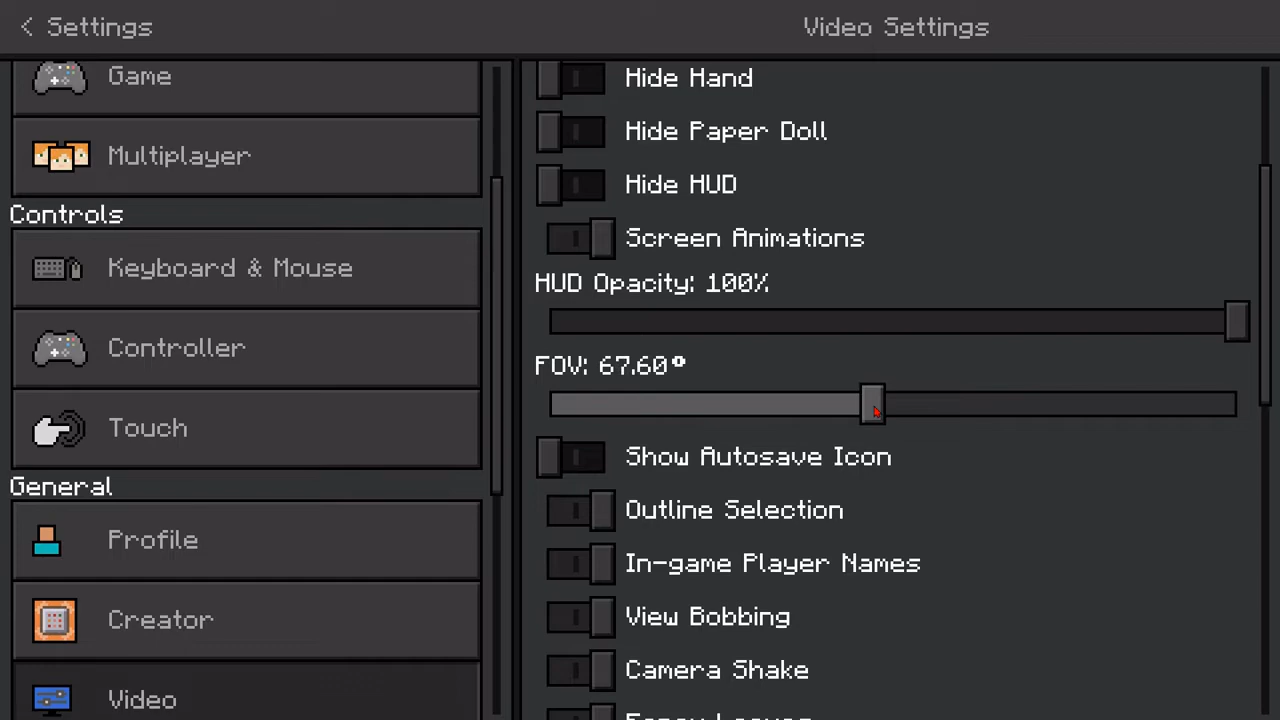 Settings
Video Settings
Game
Multiplayer
Controls
Keyboard & Mouse
Controller
Touch
General
Profile
Creator
Video
Hide Hand
Hide Paper Doll
Hide HUD
Screen Animations
HUD Opacity: 100%
FOV: 67.60°
Show Autosave Icon
Outline Selection
In-game Player Names
View Bobbing
Camera Shake